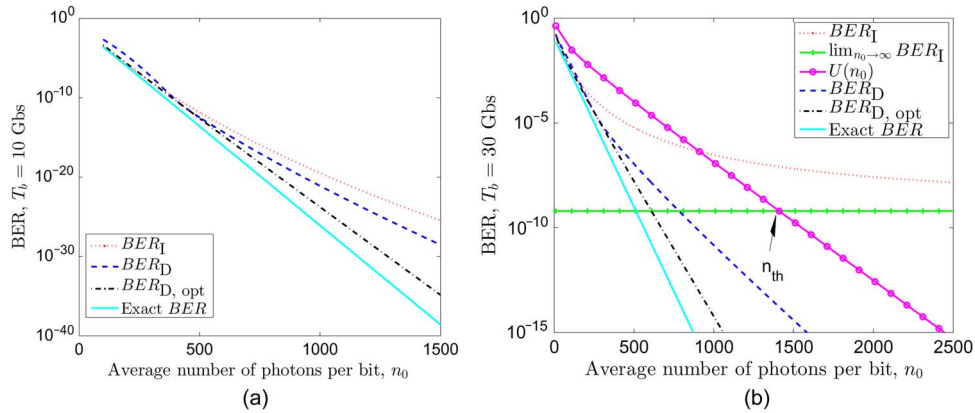 10^0
10^-10
10^-20
10^-30
10^-40
BER, T_b = 10 Gbs
BER_I
BER_D
BER_D, opt
Exact BER
0
500
1000
1500
Average number of photons per bit, n_0
(a)
10^0
10^-5
10^-10
10^-15
BER, T_b = 30 Gbs
BER_I
lim_{n_0→∞} BER_I
U(n_0)
BER_D
BER_D, opt
Exact BER
n_th
0
500
1000
1500
2000
2500
Average number of photons per bit, n_0
(b)